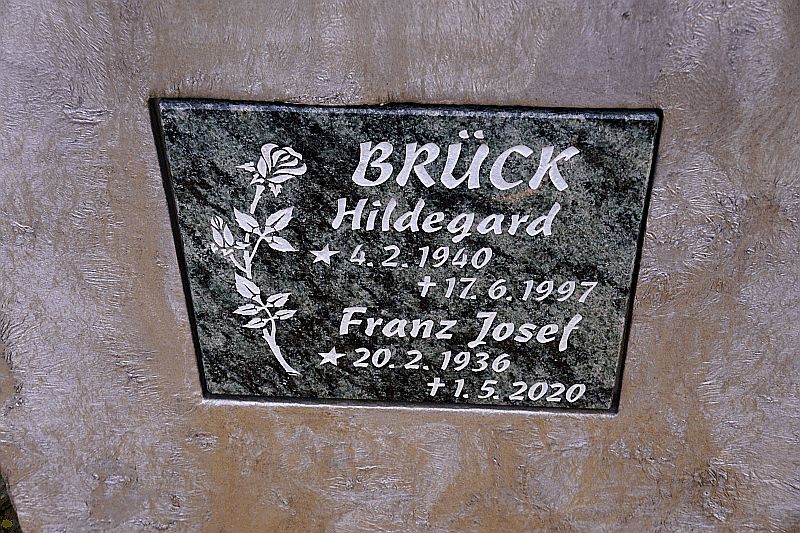 BRÜCK
Hildegard
★ 4. 2. 1940
✝ 17. 6. 1997
Franz Josef
★ 20. 2. 1936
✝ 1. 5. 2020